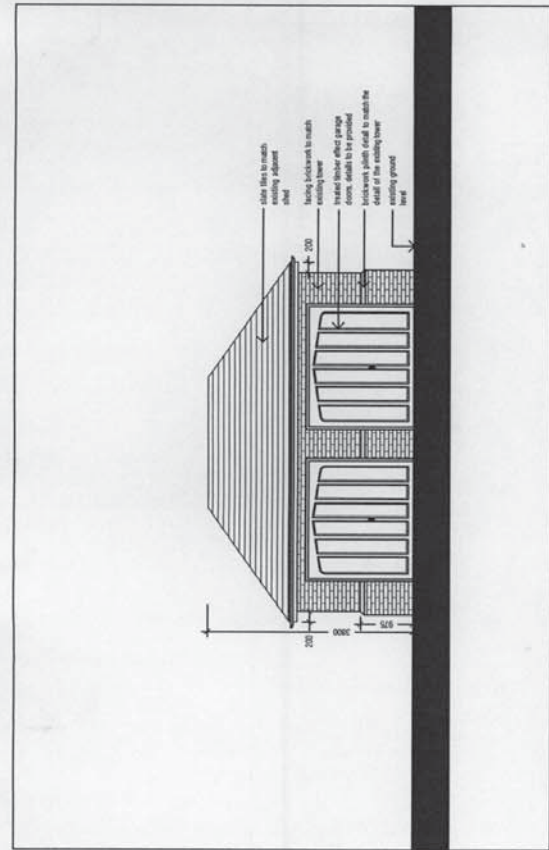 slate tiles to match
existing adjacent
shed
facing brickwork to match
existing tower
treated timber effect garage
doors, details to be provided
brickwork plinth detail to match the
detail of the existing tower
existing ground
level
200
200
3800
975